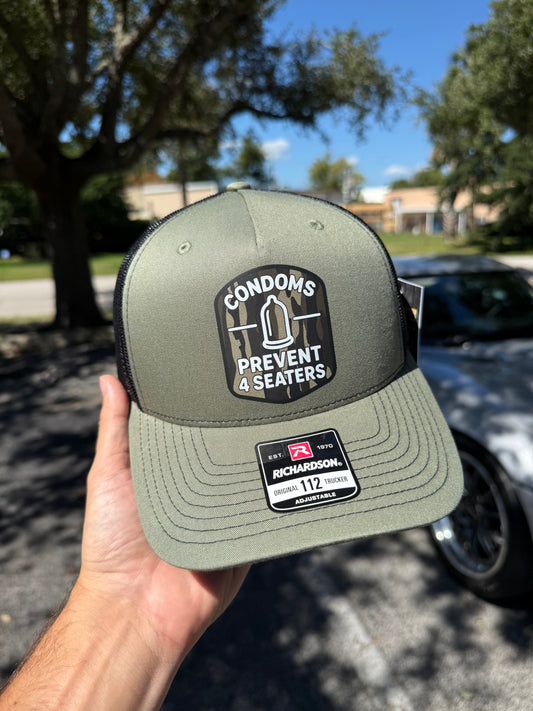 CONDOMS
PREVENT
4 SEATERS
EST. R 1970
RICHARDSON®
ORIGINAL 112 TRUCKER
ADJUSTABLE